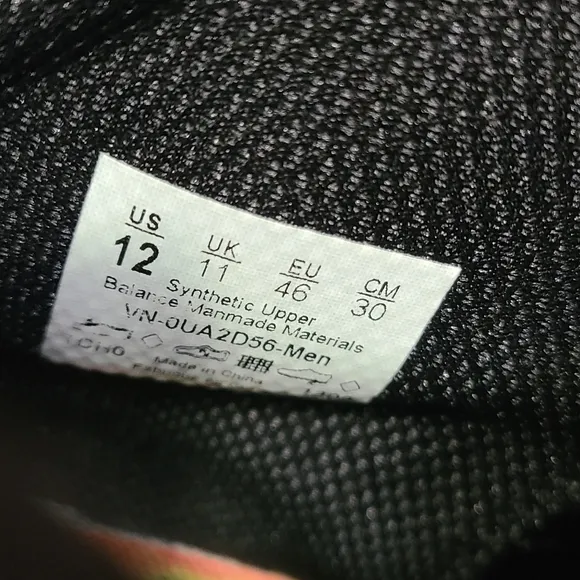 US UK EU CM
12 11 46 30
Synthetic Upper
Balance Manmade Materials
VN-0UA2D56-Men
CH0
Made in China